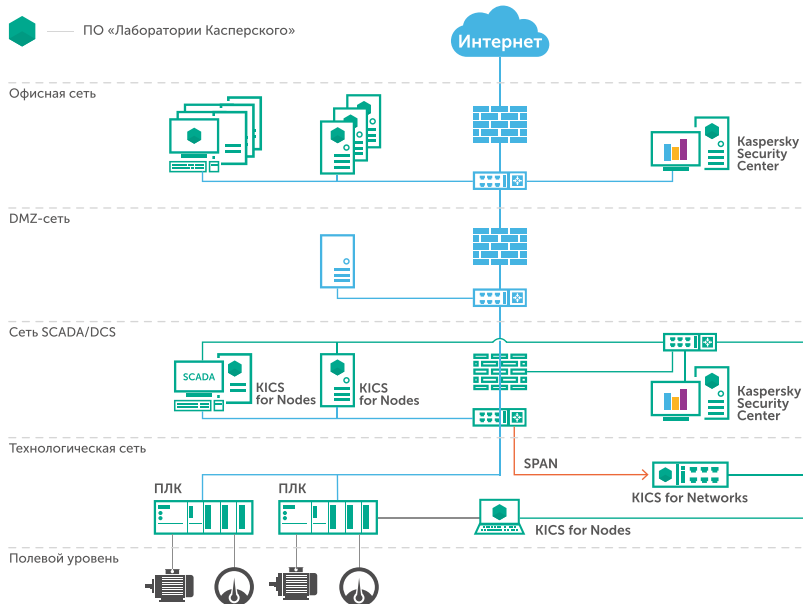 ПО «Лаборатории Касперского»
Интернет
Офисная сеть
Kaspersky
Security
Center
DMZ-сеть
Сеть SCADA/DCS
SCADA
KICS
for Nodes
KICS
for Nodes
Kaspersky
Security
Center
Технологическая сеть
SPAN
KICS for Networks
ПЛК
ПЛК
KICS for Nodes
Полевой уровень